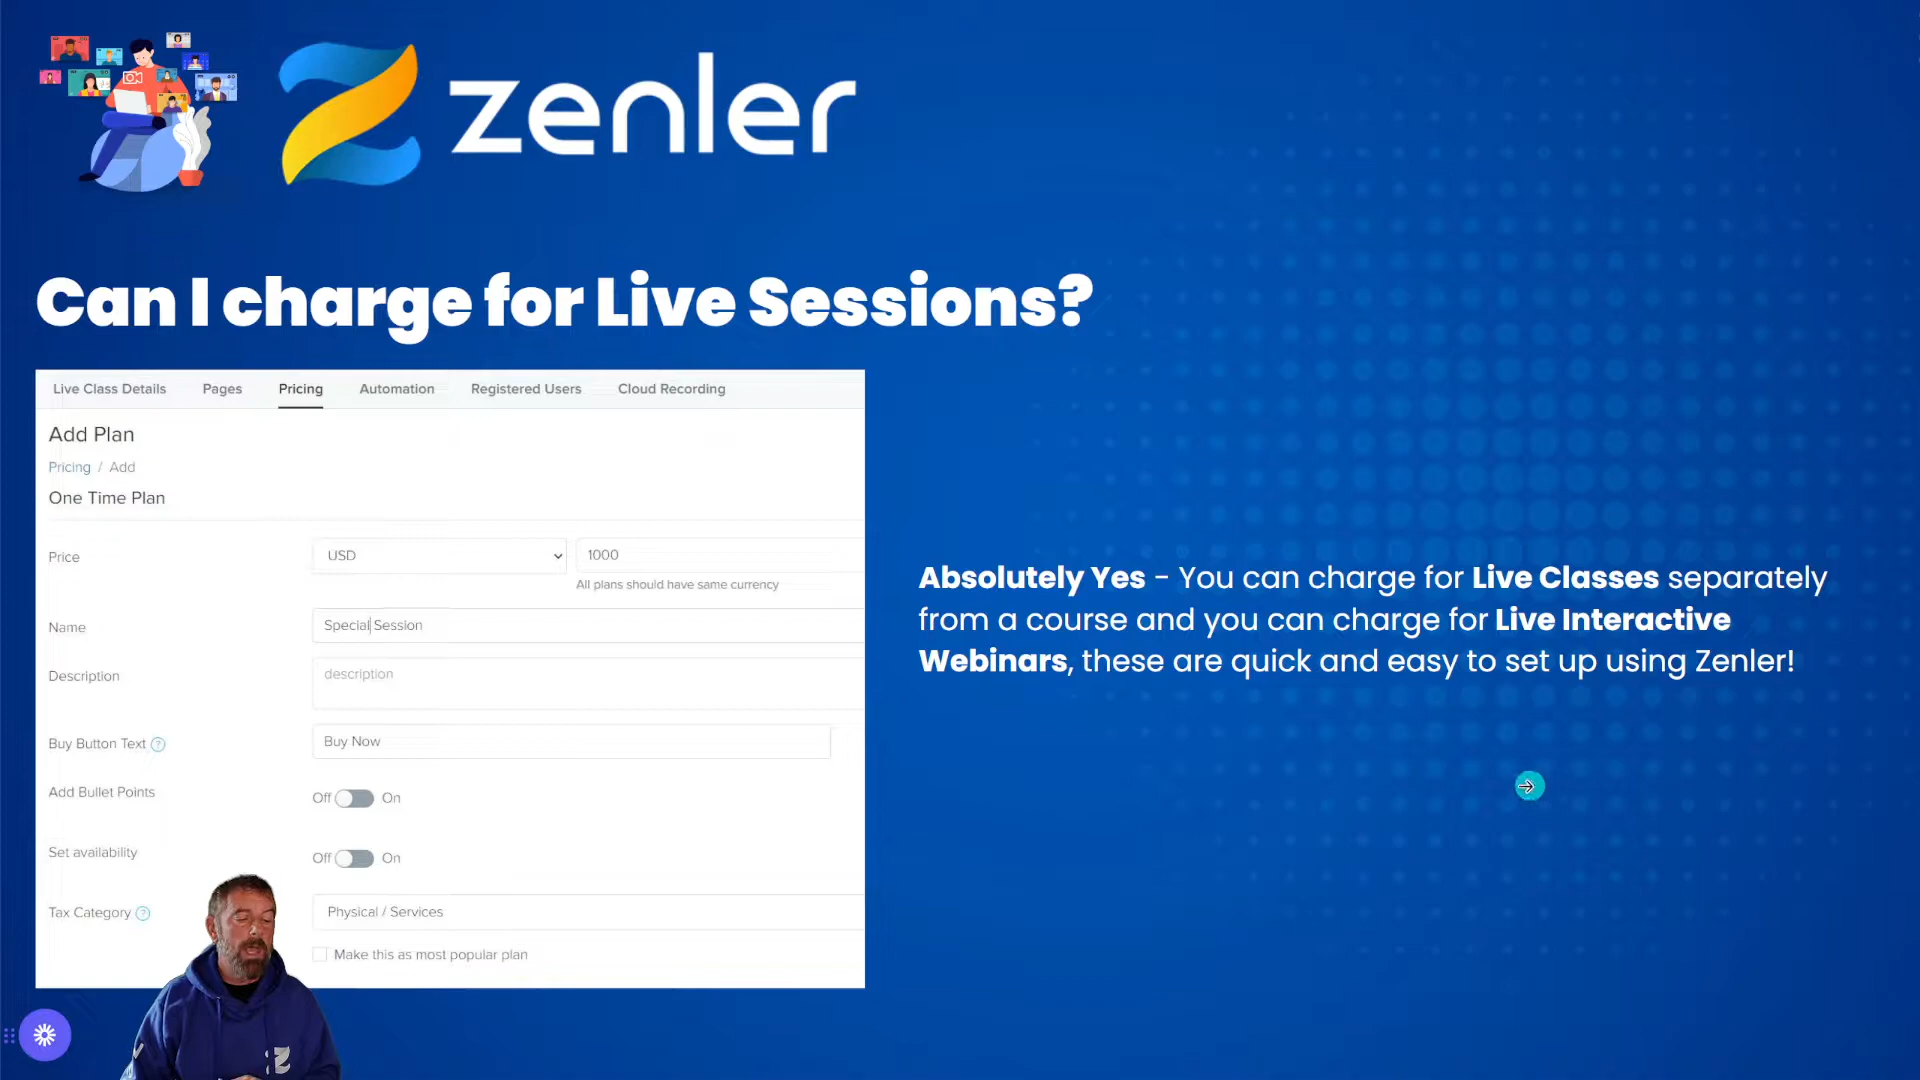 zenler
Can I charge for Live Sessions?
Live Class Details Pages Pricing Automation Registered Users Cloud Recording
Add Plan
Pricing / Add
One Time Plan
Price USD 1000
All plans should have same currency
Name Special Session
Description description
Buy Button Text ? Buy Now
Add Bullet Points Off On
Set availability Off On
Tax Category ? Physical / Services
Make this as most popular plan
Absolutely Yes - You can charge for Live Classes separately
from a course and you can charge for Live Interactive
Webinars, these are quick and easy to set up using Zenler!